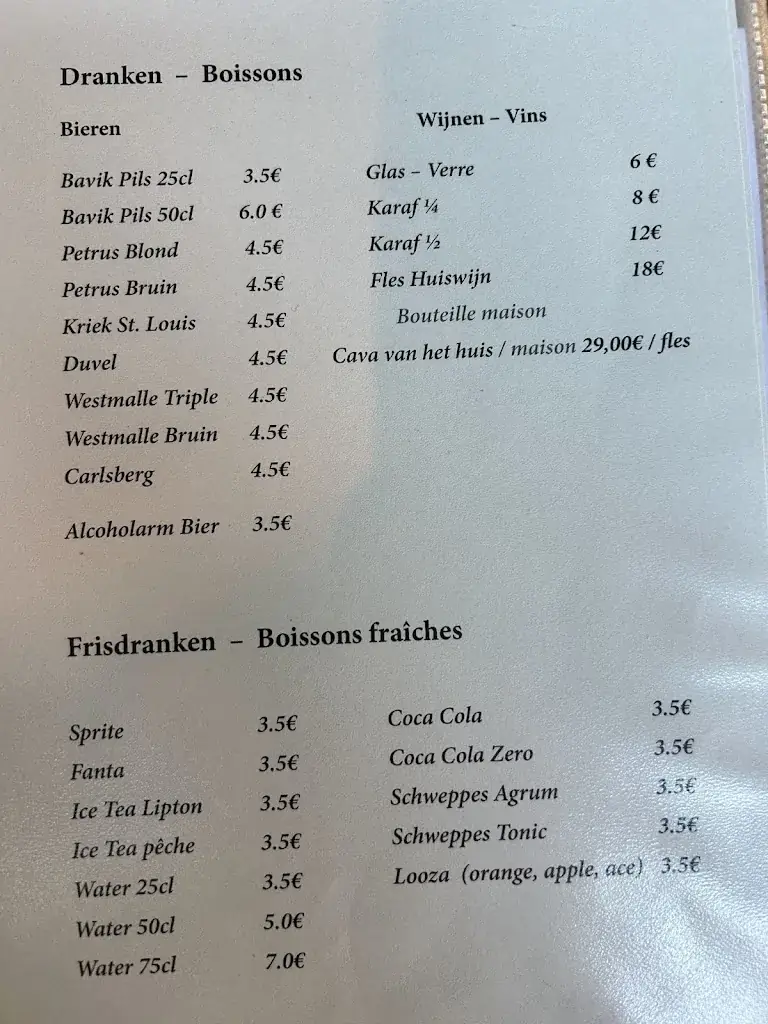 Dranken – Boissons
Bieren
Bavik Pils 25cl 3.5€
Bavik Pils 50cl 6.0 €
Petrus Blond 4.5€
Petrus Bruin 4.5€
Kriek St. Louis 4.5€
Duvel 4.5€
Westmalle Triple 4.5€
Westmalle Bruin 4.5€
Carlsberg 4.5€
Alcoholarm Bier 3.5€
Wijnen – Vins
Glas – Verre 6 €
Karaf ¼ 8 €
Karaf ½ 12€
Fles Huiswijn 18€
Bouteille maison
Cava van het huis / maison 29,00€ / fles
Frisdranken – Boissons fraîches
Sprite 3.5€
Fanta 3.5€
Ice Tea Lipton 3.5€
Ice Tea pêche 3.5€
Water 25cl 3.5€
Water 50cl 5.0€
Water 75cl 7.0€
Coca Cola 3.5€
Coca Cola Zero 3.5€
Schweppes Agrum 3.5€
Schweppes Tonic 3.5€
Looza (orange, apple, ace) 3.5€